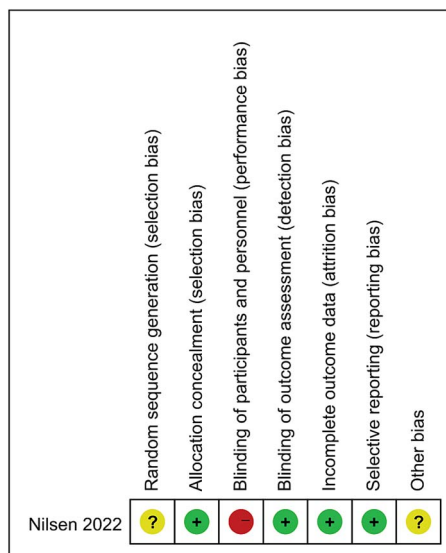 Random sequence generation (selection bias)
Allocation concealment (selection bias)
Blinding of participants and personnel (performance bias)
Blinding of outcome assessment (detection bias)
Incomplete outcome data (attrition bias)
Selective reporting (reporting bias)
Other bias
Nilsen 2022 ? + – + + + ?